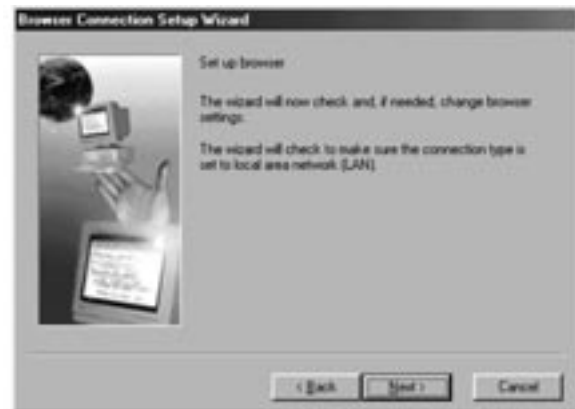 Browser Connection Setup Wizard
Set up browser
The wizard will now check and, if needed, change browser
settings.
The wizard will check to make sure the connection type is
set to local area network (LAN).
< Back
Next >
Cancel